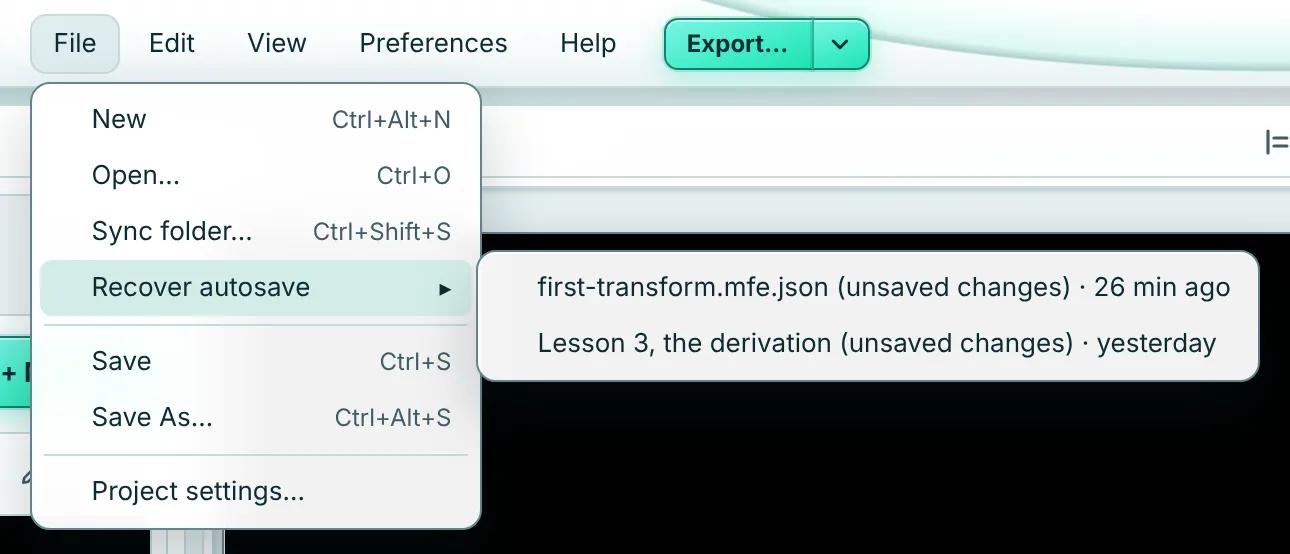 File Edit View Preferences Help Export...
New Ctrl+Alt+N
Open... Ctrl+O
Sync folder... Ctrl+Shift+S
Recover autosave ▸
first-transform.mfe.json (unsaved changes) · 26 min ago
Lesson 3, the derivation (unsaved changes) · yesterday
Save Ctrl+S
+
Save As... Ctrl+Alt+S
Project settings...